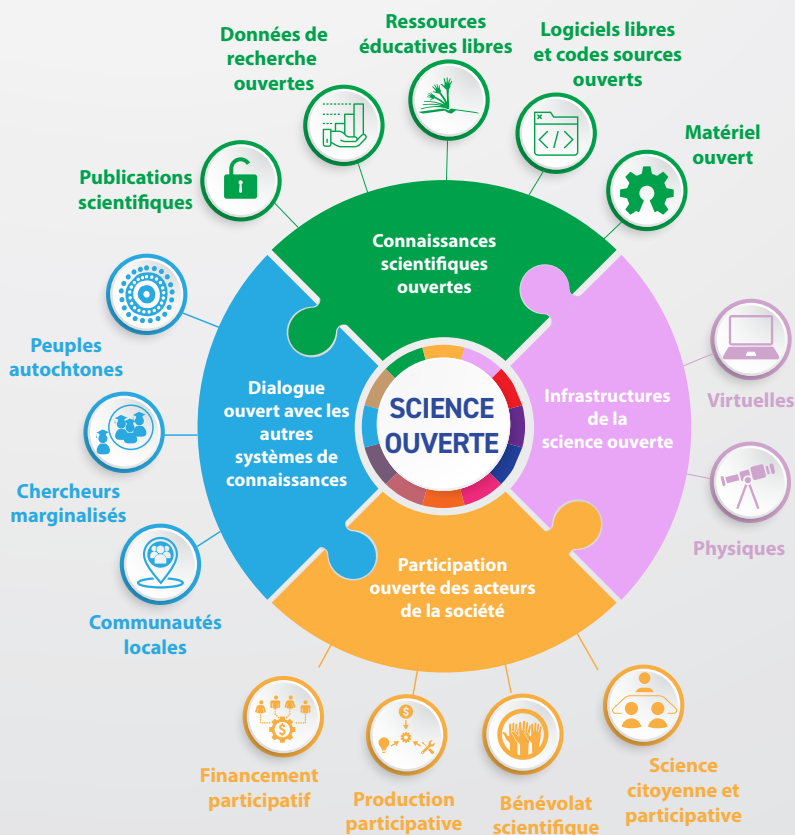 Ressources
éducatives libres
Données de
recherche
ouvertes
Logiciels libres
et codes sources
ouverts
Matériel
ouvert
Publications
scientifiques
Connaissances
scientifiques
ouvertes
Peuples
autochtones
Chercheurs
marginalisés
Communautés
locales
Dialogue
ouvert avec les
autres
systèmes de
connaissances
SCIENCE
OUVERTE
Infrastructures
de la
science ouverte
Virtuelles
Physiques
Participation
ouverte des acteurs
de la société
Financement
participatif
Production
participative
Bénévolat
scientifique
Science
citoyenne et
participative